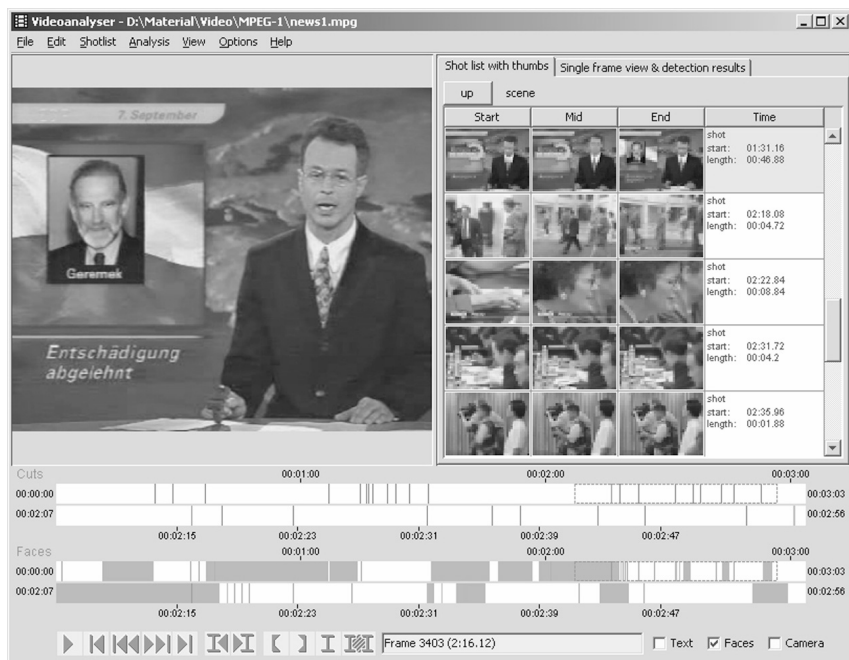 Videoanalyser - D:\Material\Video\MPEG-1\news1.mpg
File Edit Shotlist Analysis View Options Help
7. September
Geremek
Entschädigung
abgelehnt
Shot list with thumbs
Single frame view & detection results
up
scene
Start Mid End Time
shot
start: 01:31.16
length: 00:46.88
shot
start: 02:18.08
length: 00:04.72
shot
start: 02:22.84
length: 00:08.84
shot
start: 02:31.72
length: 00:04.2
shot
start: 02:35.96
length: 00:01.88
Cuts
00:01:00 00:02:00 00:03:00
00:00:00 00:03:03
00:02:07 00:02:56
00:02:15 00:02:23 00:02:31 00:02:39 00:02:47
Faces
00:01:00 00:02:00 00:03:00
00:00:00 00:03:03
00:02:07 00:02:56
00:02:15 00:02:23 00:02:31 00:02:39 00:02:47
Frame 3403 (2:16.12)
Text Faces Camera